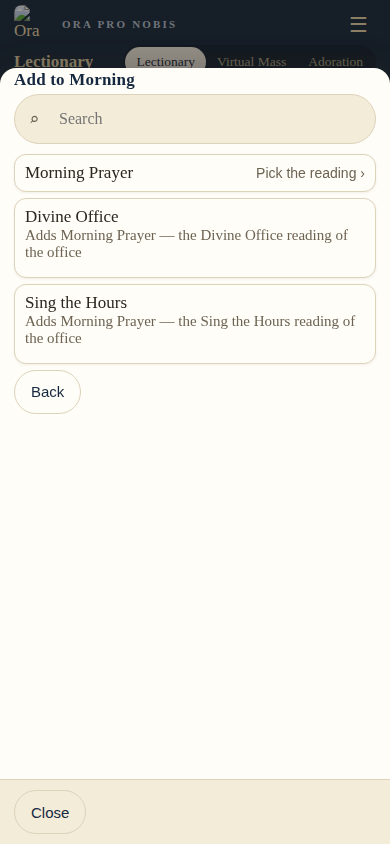 Ora
ORA PRO NOBIS
Lectionary
Lectionary Virtual Mass Adoration
Add to Morning
Search
Morning Prayer Pick the reading ›
Divine Office
Adds Morning Prayer — the Divine Office reading of
the office
Sing the Hours
Adds Morning Prayer — the Sing the Hours reading of
the office
Back
Close